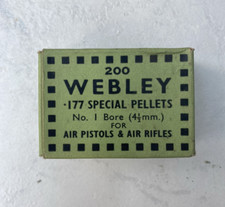 200
WEBLEY
·177 SPECIAL PELLETS
No. 1 Bore (4½mm.)
FOR
AIR PISTOLS & AIR RIFLES